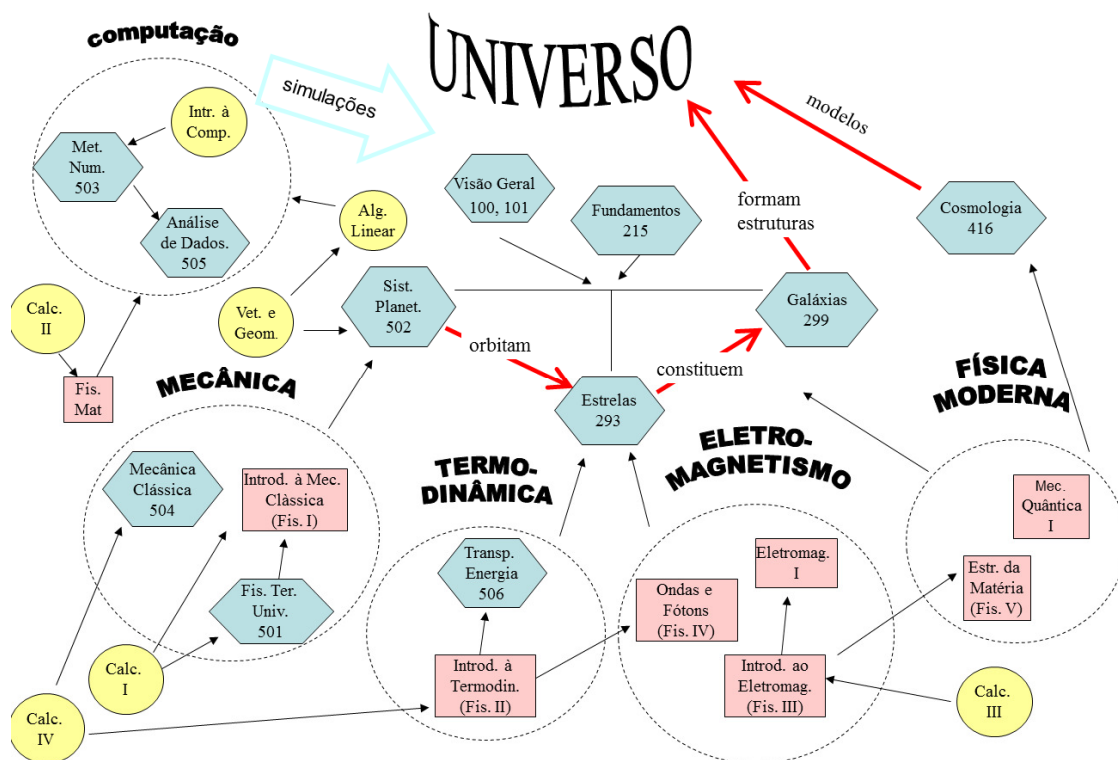 computação
UNIVERSO
simulações
modelos
Intr. à
Comp.
Met.
Num.
503
Análise
de Dados.
505
Alg.
Linear
Visão Geral
100, 101
Fundamentos
215
formam
estruturas
Cosmologia
416
Calc.
II
Vet. e
Geom.
Sist.
Planet.
502
Galáxias
299
orbitam
constituem
Fis.
Mat
MECÂNICA
Estrelas
293
FÍSICA
MODERNA
TERMO-
DINÂMICA
ELETRO-
MAGNETISMO
Mecânica
Clássica
504
Introd. à Mec.
Clàssica
(Fis. I)
Mec.
Quântica
I
Transp.
Energia
506
Eletromag.
I
Estr. da
Matéria
(Fis. V)
Fis. Ter.
Univ.
501
Ondas e
Fótons
(Fis. IV)
Calc.
I
Introd. à
Termodin.
(Fis. II)
Introd. ao
Eletromag.
(Fis. III)
Calc.
III
Calc.
IV